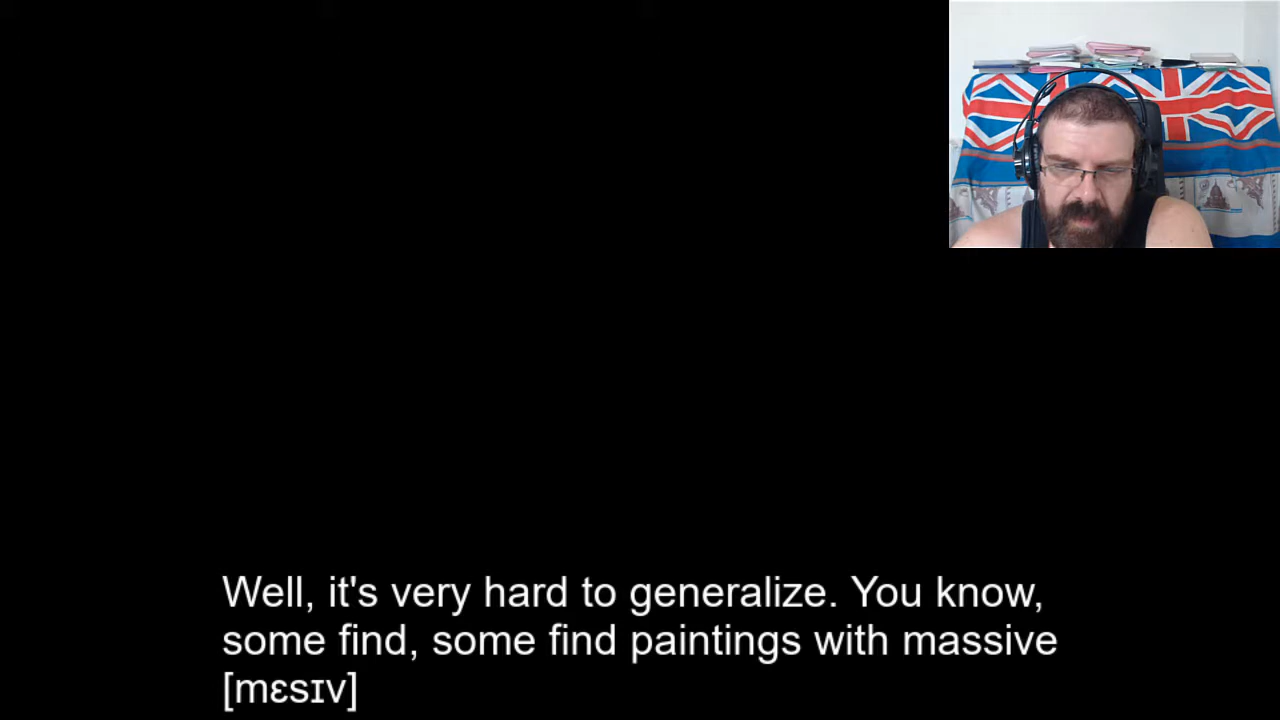 Well, it's very hard to generalize. You know,
some find, some find paintings with massive
[mɛsɪv]